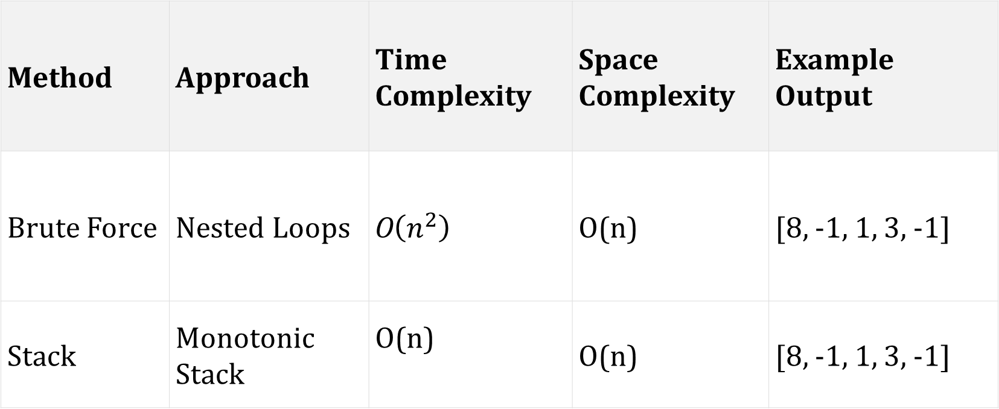 Method
Approach
Time
Complexity
Space
Complexity
Example
Output
Brute Force
Nested Loops
O(n²)
O(n)
[8, -1, 1, 3, -1]
Stack
Monotonic
Stack
O(n)
O(n)
[8, -1, 1, 3, -1]